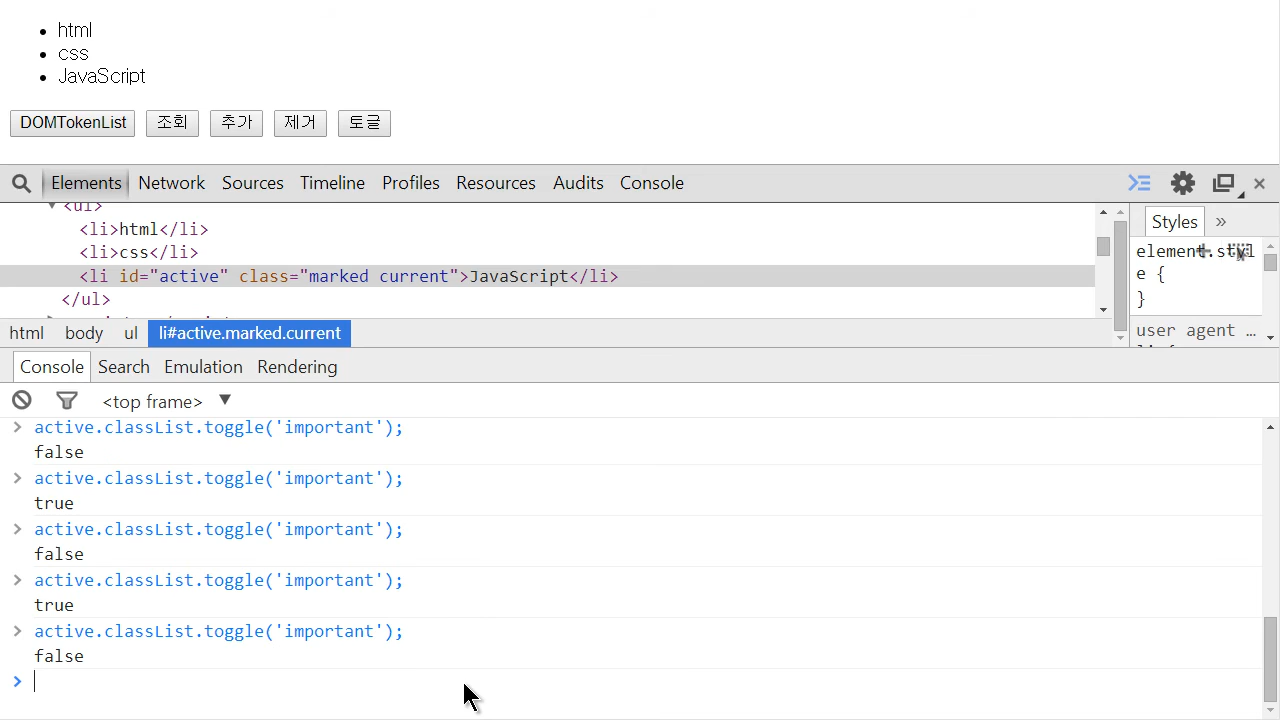 html
css
JavaScript
DOMTokenList 조회 추가 제거 토글
Elements Network Sources Timeline Profiles Resources Audits Console
<ul>
<li>html</li>
<li>css</li>
<li id="active" class="marked current">JavaScript</li>
</ul>
Styles »
element.styl
e {
}
user agent …
html body ul li#active.marked.current
Console Search Emulation Rendering
<top frame> ▼
> active.classList.toggle('important');
false
> active.classList.toggle('important');
true
> active.classList.toggle('important');
false
> active.classList.toggle('important');
true
> active.classList.toggle('important');
false
>